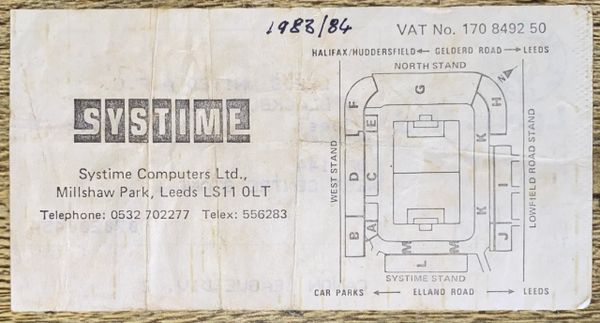 1983/84
VAT No. 170 8492 50
HALIFAX/HUDDERSFIELD ← GELDERD ROAD → LEEDS
NORTH STAND
N
G
F
H
E
L
K
SYSTIME
WEST STAND
D
C
I
LOWFIELD ROAD STAND
Systime Computers Ltd.,
Millshaw Park, Leeds LS11 0LT
Telephone: 0532 702277 Telex: 556283
K
B
A
J
M
M
L
SYSTIME STAND
CAR PARKS ← ELLAND ROAD → LEEDS